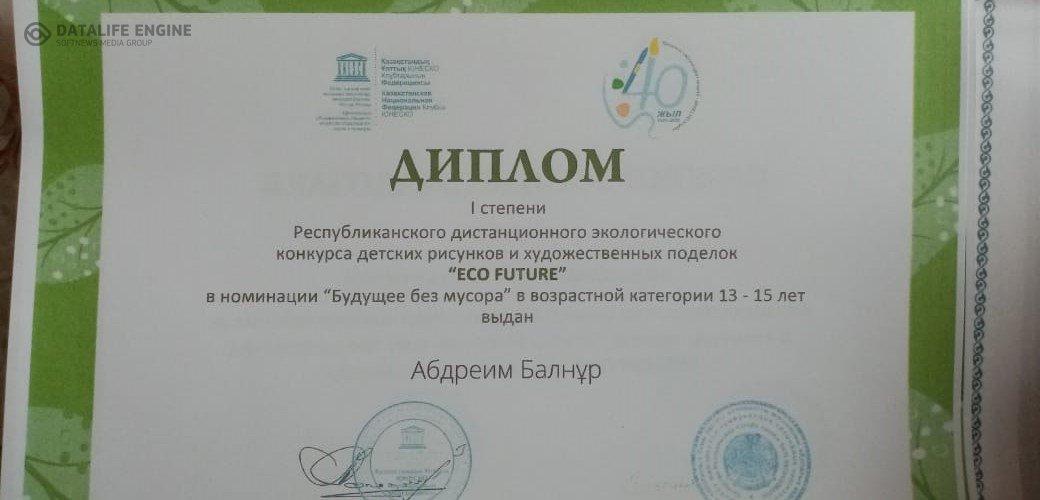 DATALIFE ENGINE
SOFTNEWS MEDIA GROUP
Қазақстандық
Ұлттық ЮНЕСКО
Клубтарының
Федерациясы
Казахстанская
Национальная
Федерация Клубов
ЮНЕСКО
40
ЖЫЛ
ДИПЛОМ
I степени
Республиканского дистанционного экологического
конкурса детских рисунков и художественных поделок
“ECO FUTURE”
в номинации “Будущее без мусора” в возрастной категории 13 - 15 лет
выдан
Абдреим Балнұр